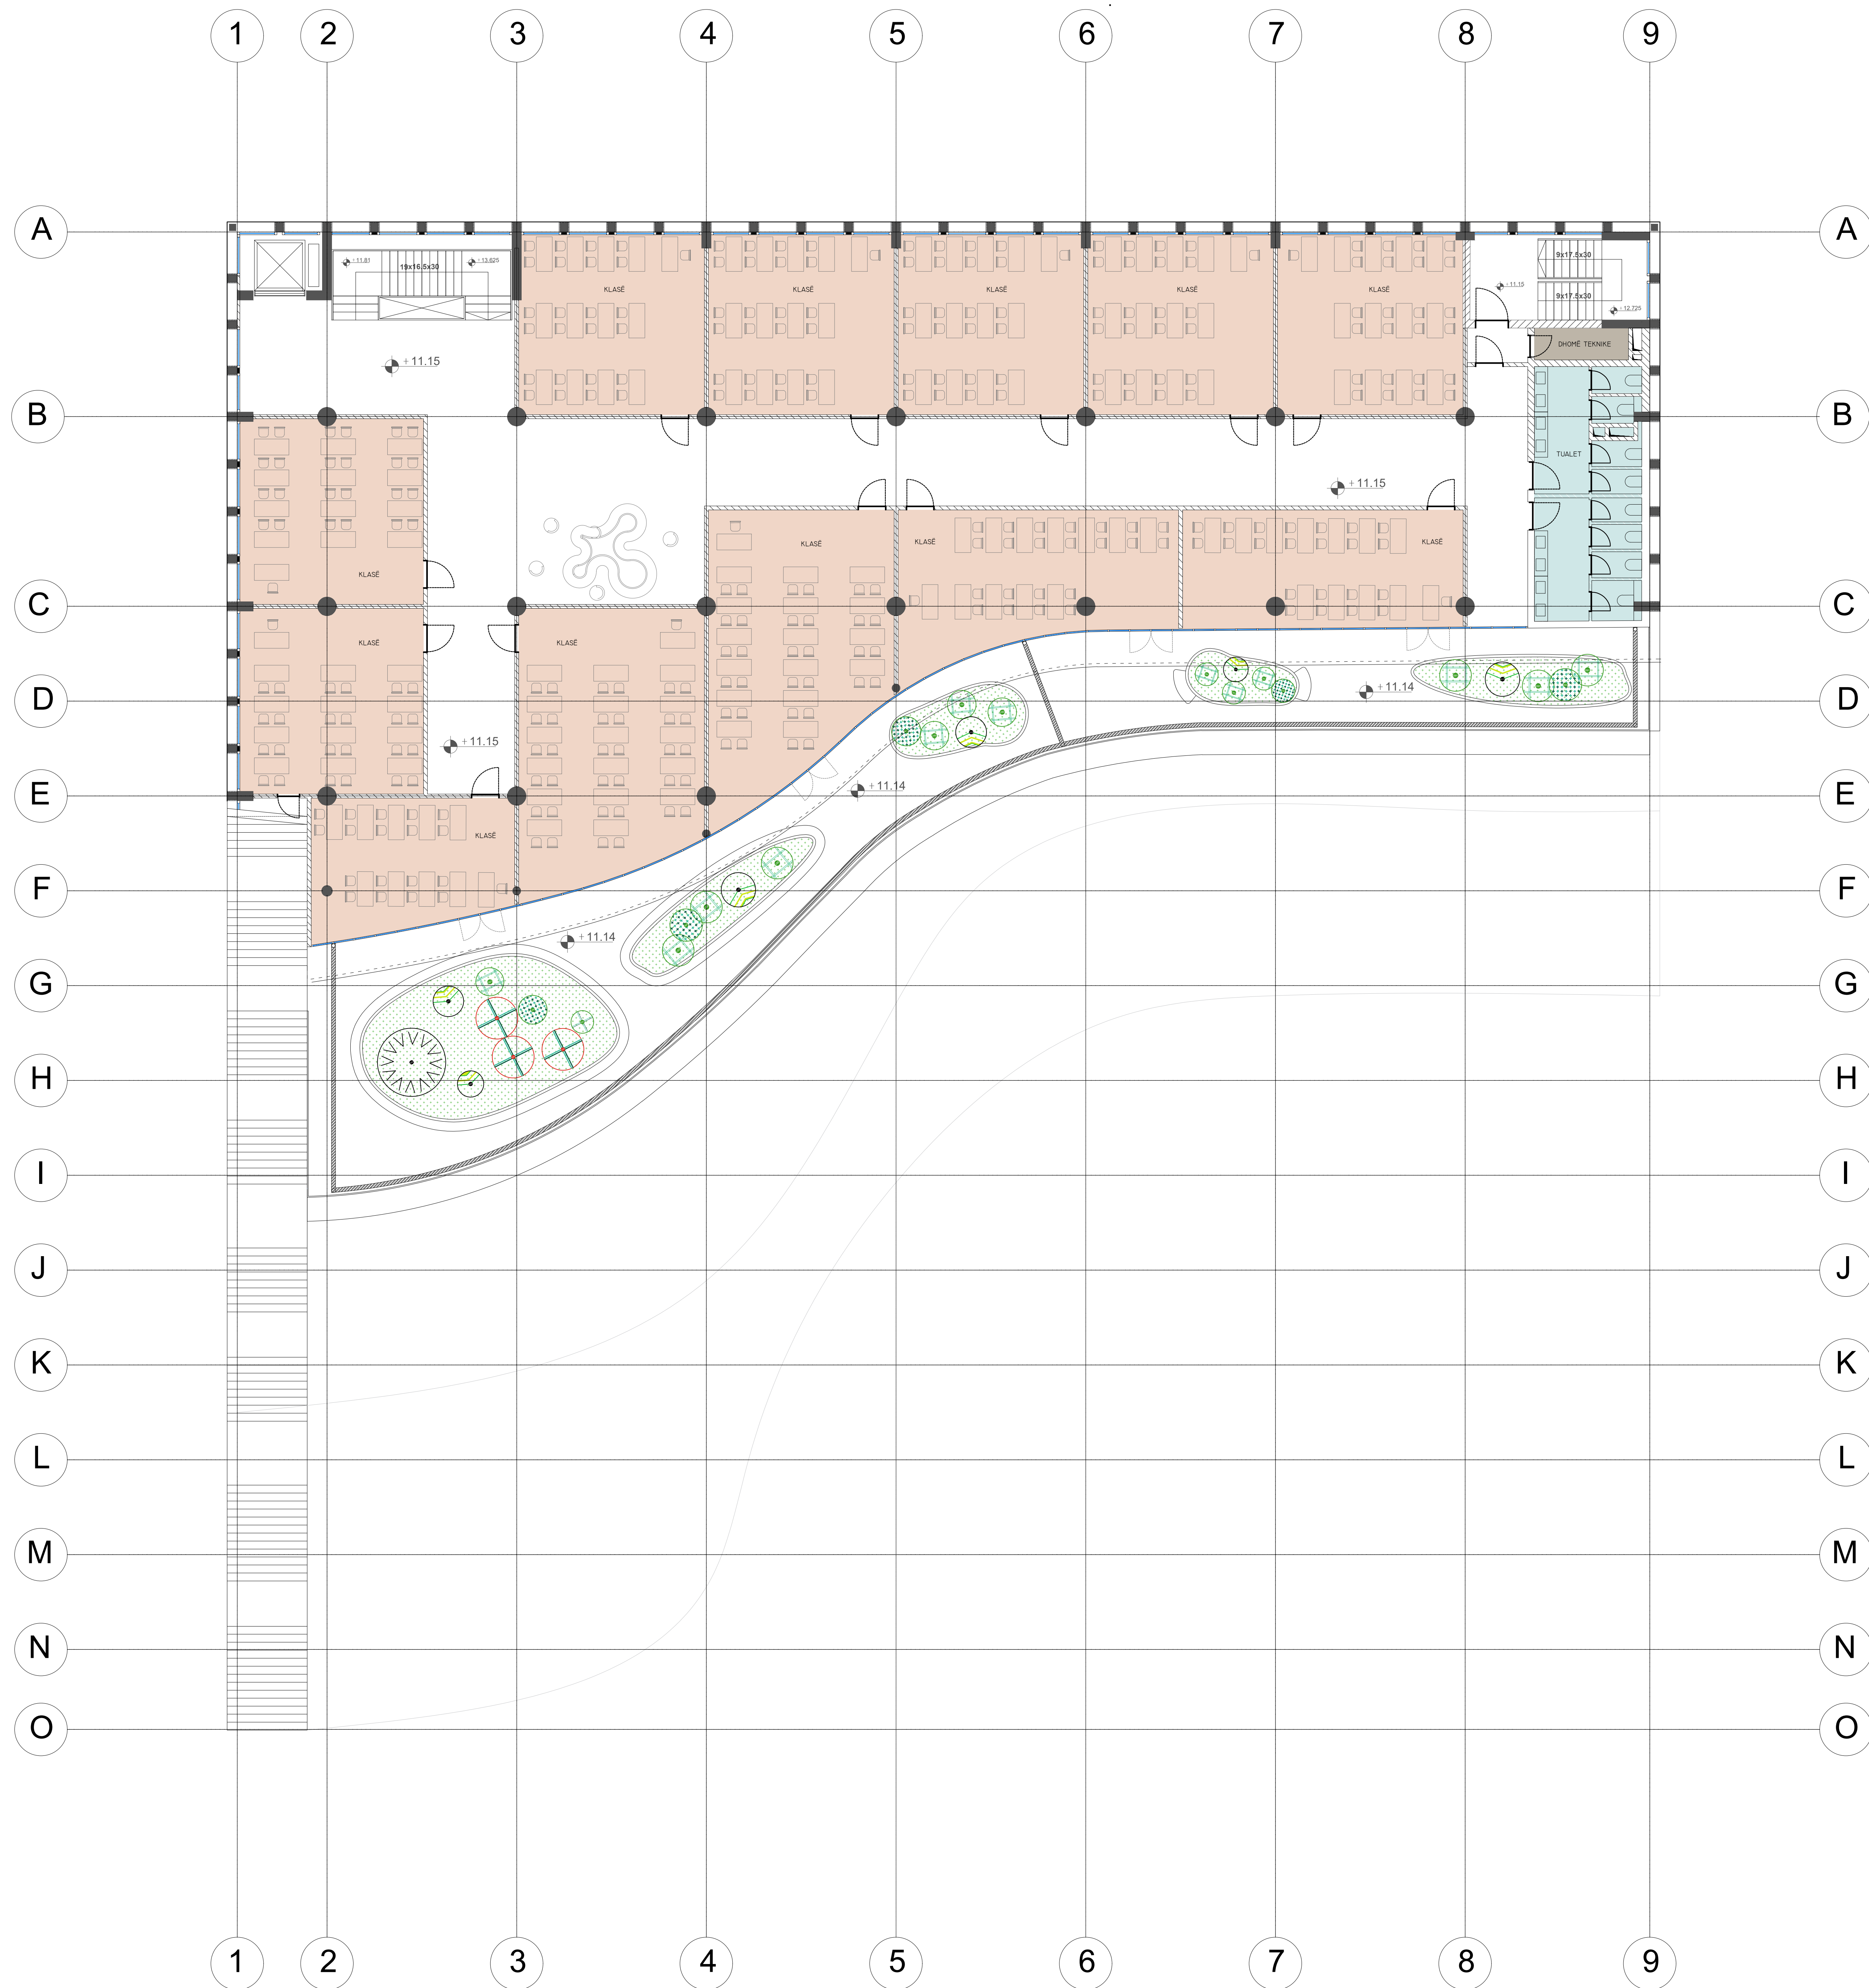 1 2 3 4 5 6 7 8 9
A A
+11.81 19x16.5x30 +13.625
9x17.5x30
KLASË KLASË KLASË KLASË KLASË
+11.15
9x17.5x30
+12.725
DHOMË TEKNIKE
+11.15
B B
TUALET
+11.15
KLASË KLASË KLASË
KLASË
C C
KLASË KLASË
D +11.14 D
+11.15
+11.14
E E
KLASË
F F
+11.14
G G
H H
I I
J J
K K
L L
M M
N N
O O
1 2 3 4 5 6 7 8 9